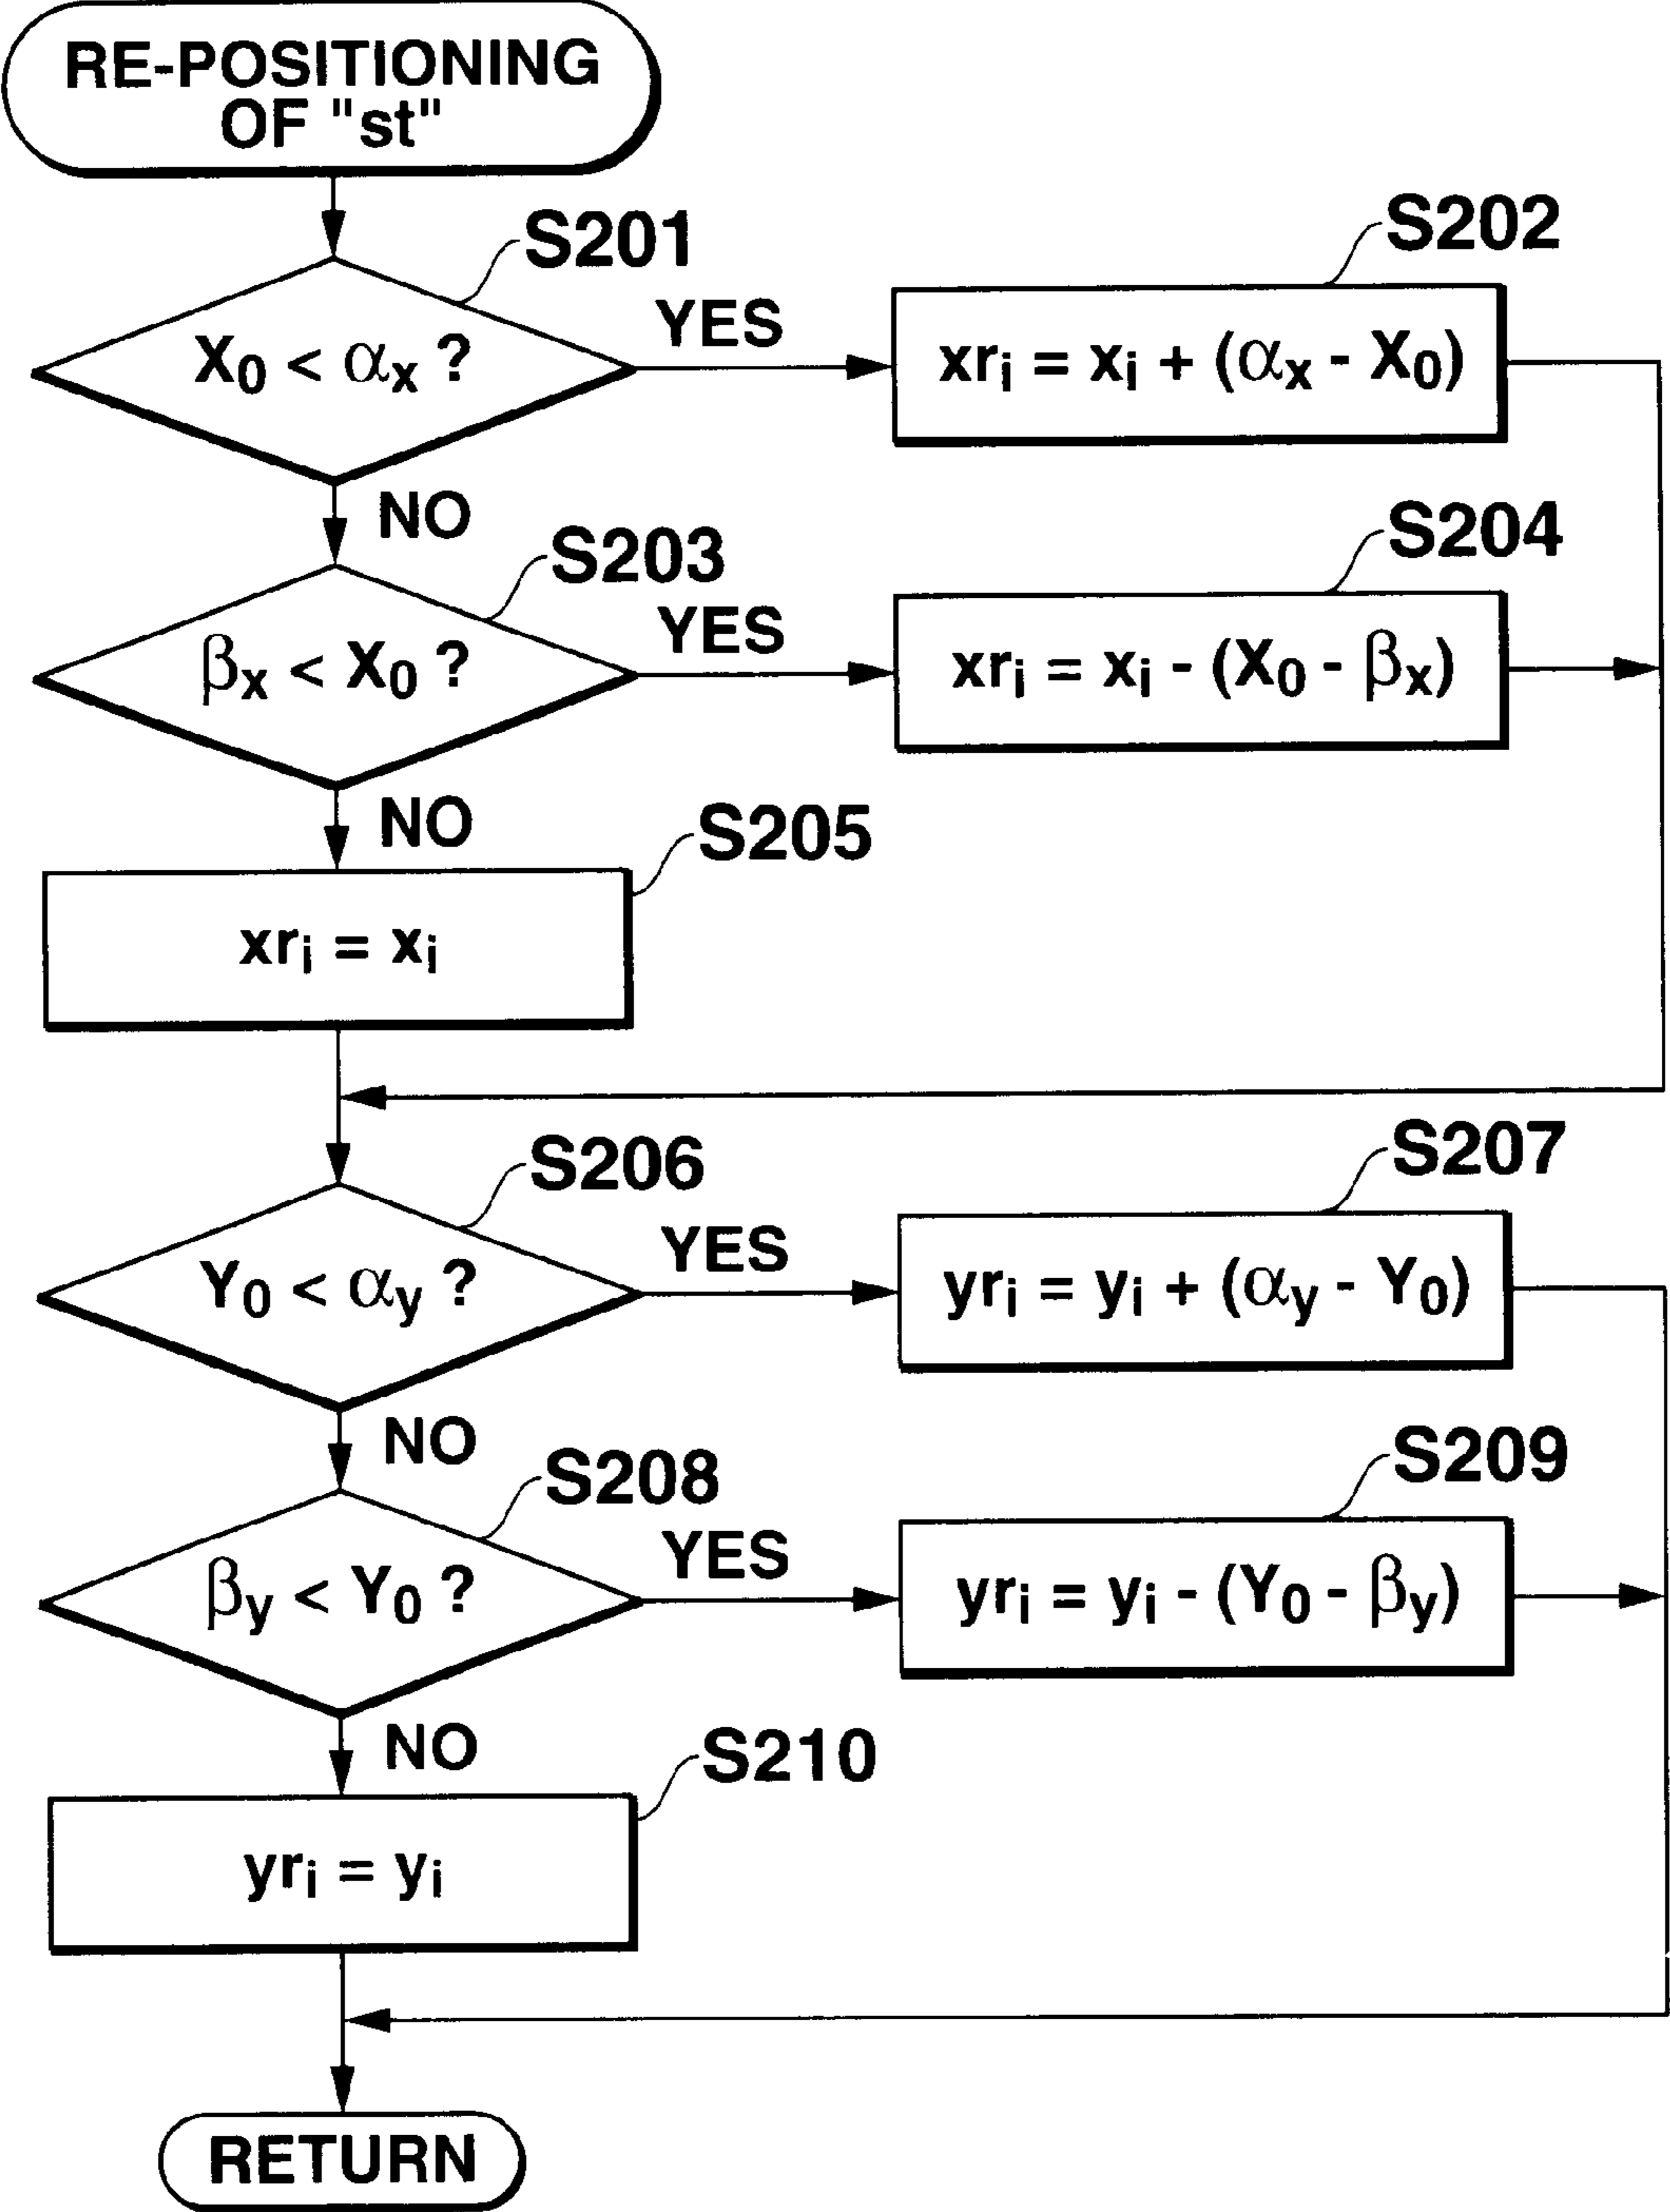 RE-POSITIONING
OF "st"
S201
X₀ < αₓ ?
YES
S202
xrᵢ = xᵢ + (αₓ - X₀)
NO
S203
βₓ < X₀ ?
YES
S204
xrᵢ = xᵢ - (X₀ - βₓ)
NO
S205
xrᵢ = xᵢ
S206
Y₀ < αy ?
YES
S207
yrᵢ = yᵢ + (αy - Y₀)
NO
S208
βy < Y₀ ?
YES
S209
yrᵢ = yᵢ - (Y₀ - βy)
NO
S210
yrᵢ = yᵢ
RETURN